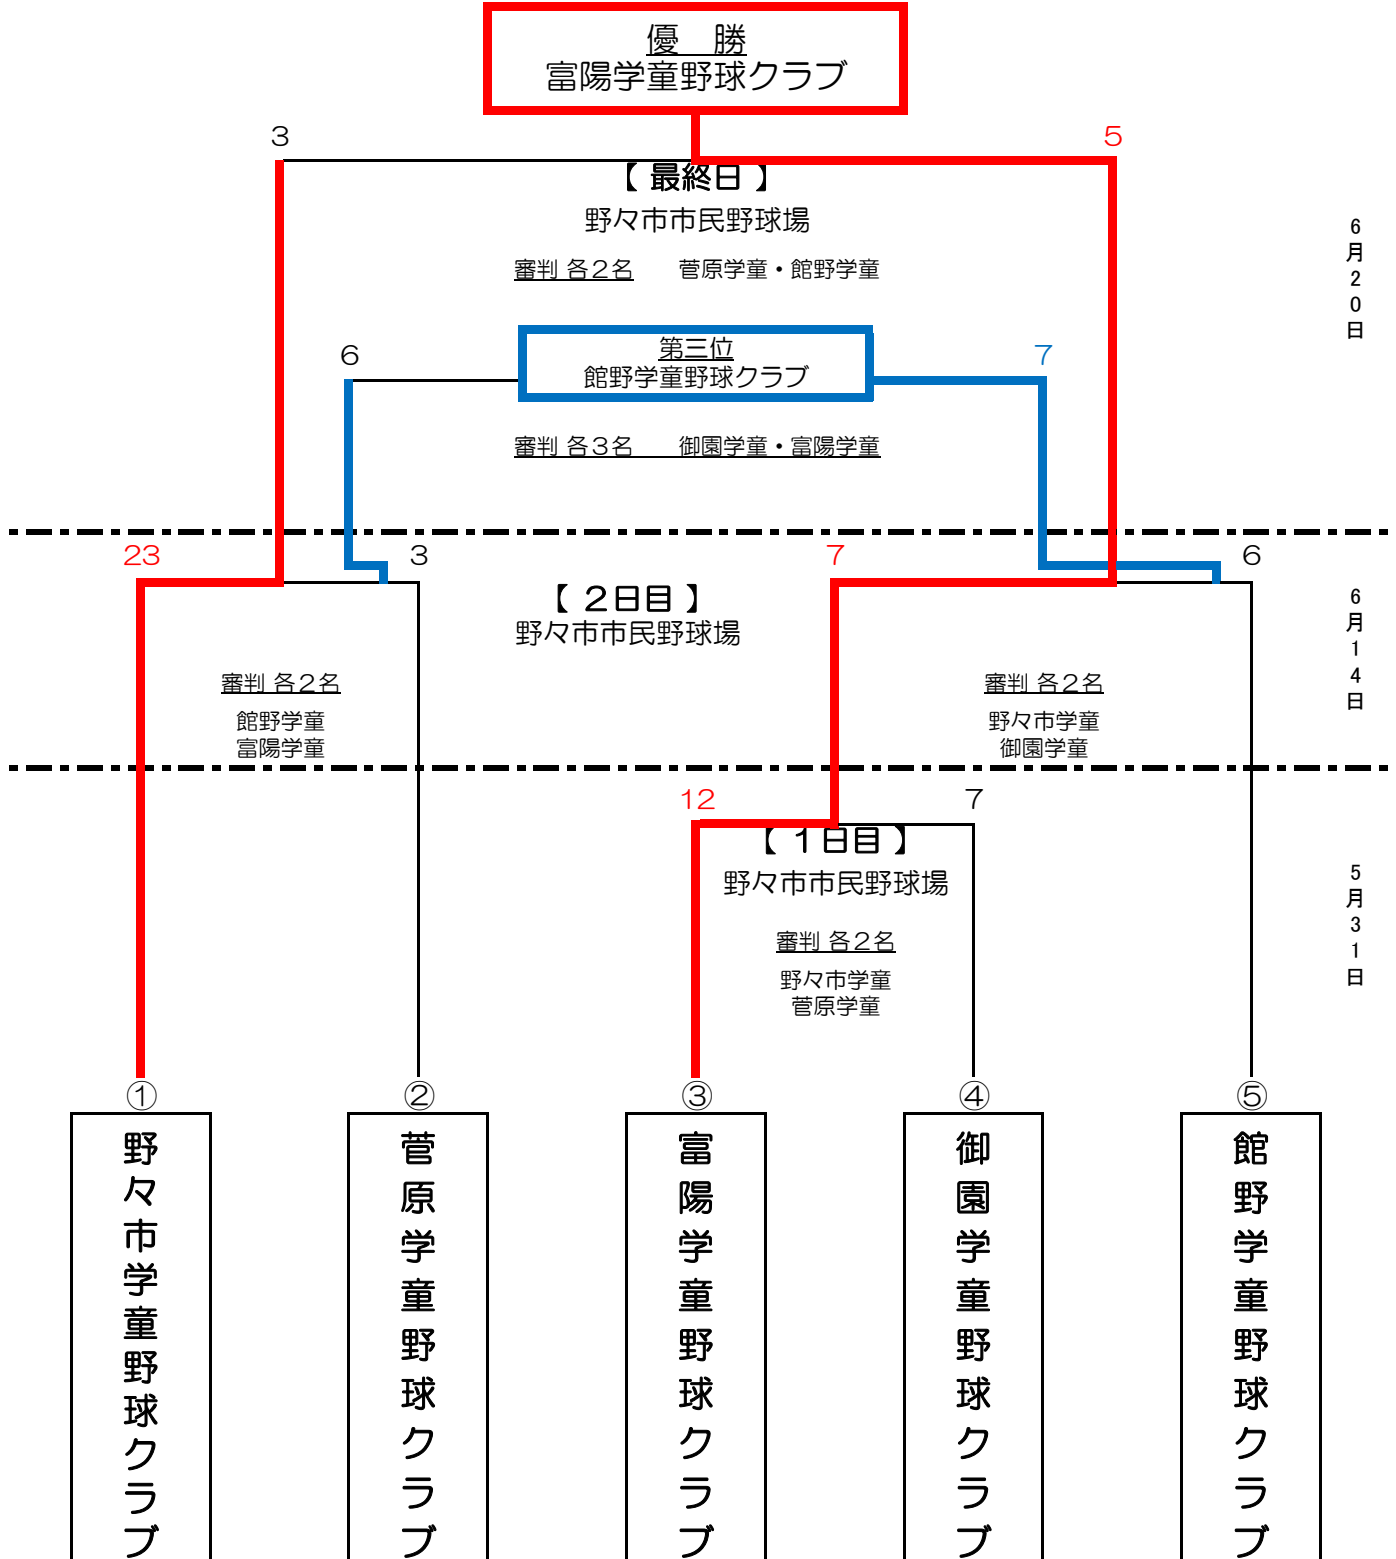 優　勝
富陽学童野球クラブ
3
5
【 最終日 】
野々市市民野球場
審判 各２名　　菅原学童・館野学童
6月20日
6
第三位
館野学童野球クラブ
7
審判 各３名　　御園学童・富陽学童
23
3
7
6
【 ２日目 】
野々市市民野球場
6月14日
審判 各２名
館野学童
富陽学童
審判 各２名
野々市学童
御園学童
12
7
【 １日目 】
野々市市民野球場
審判 各２名
野々市学童
菅原学童
5月31日
①
②
③
④
⑤
野々市学童野球クラブ
菅原学童野球クラブ
富陽学童野球クラブ
御園学童野球クラブ
館野学童野球クラブ